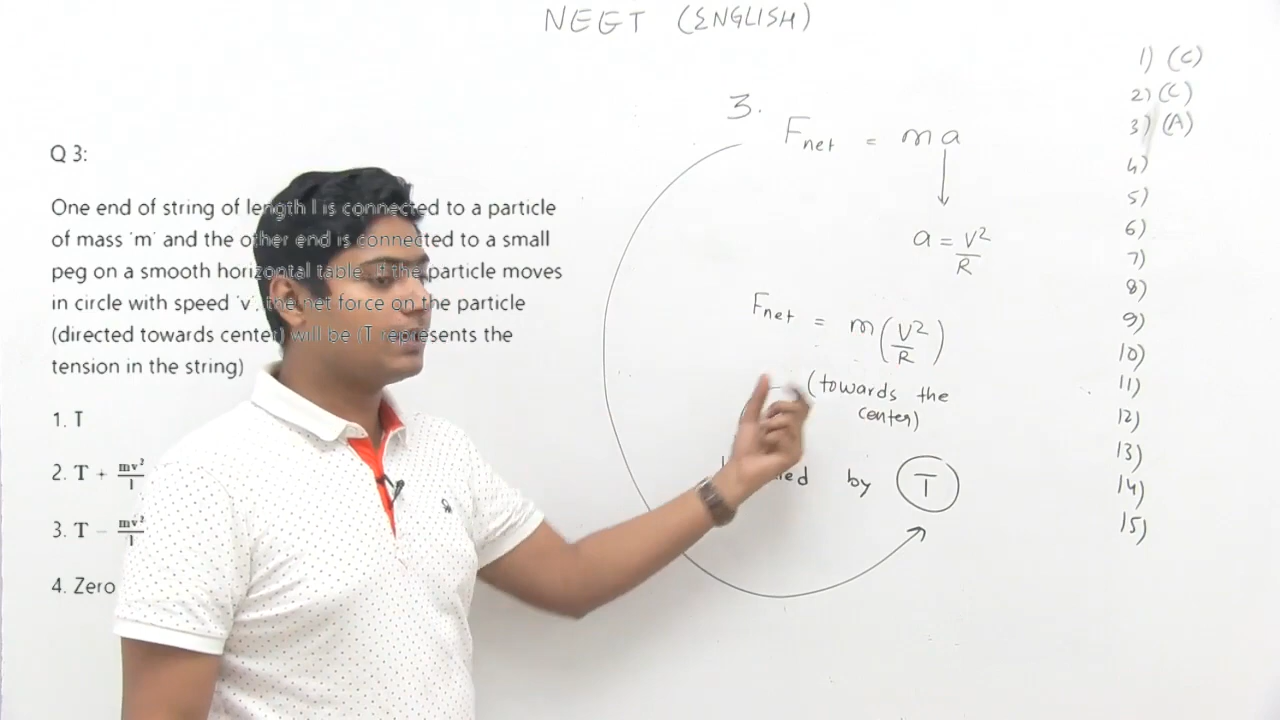 NEET (ENGLISH)
Q 3:
One end of string of length l is connected to a particle
of mass 'm' and the other end is connected to a small
peg on a smooth horizontal table. If the particle moves
in circle with speed 'v', the net force on the particle
(directed towards center) will be (T represents the
tension in the string)
1. T
2. T + mv²/l
3. T − mv²/l
4. Zero
3.
Fnet = ma
a = v²/R
Fnet = m(v²/R)
(towards the
center)
by T
1) (C)
2) (C)
3) (A)
4)
5)
6)
7)
8)
9)
10)
11)
12)
13)
14)
15)